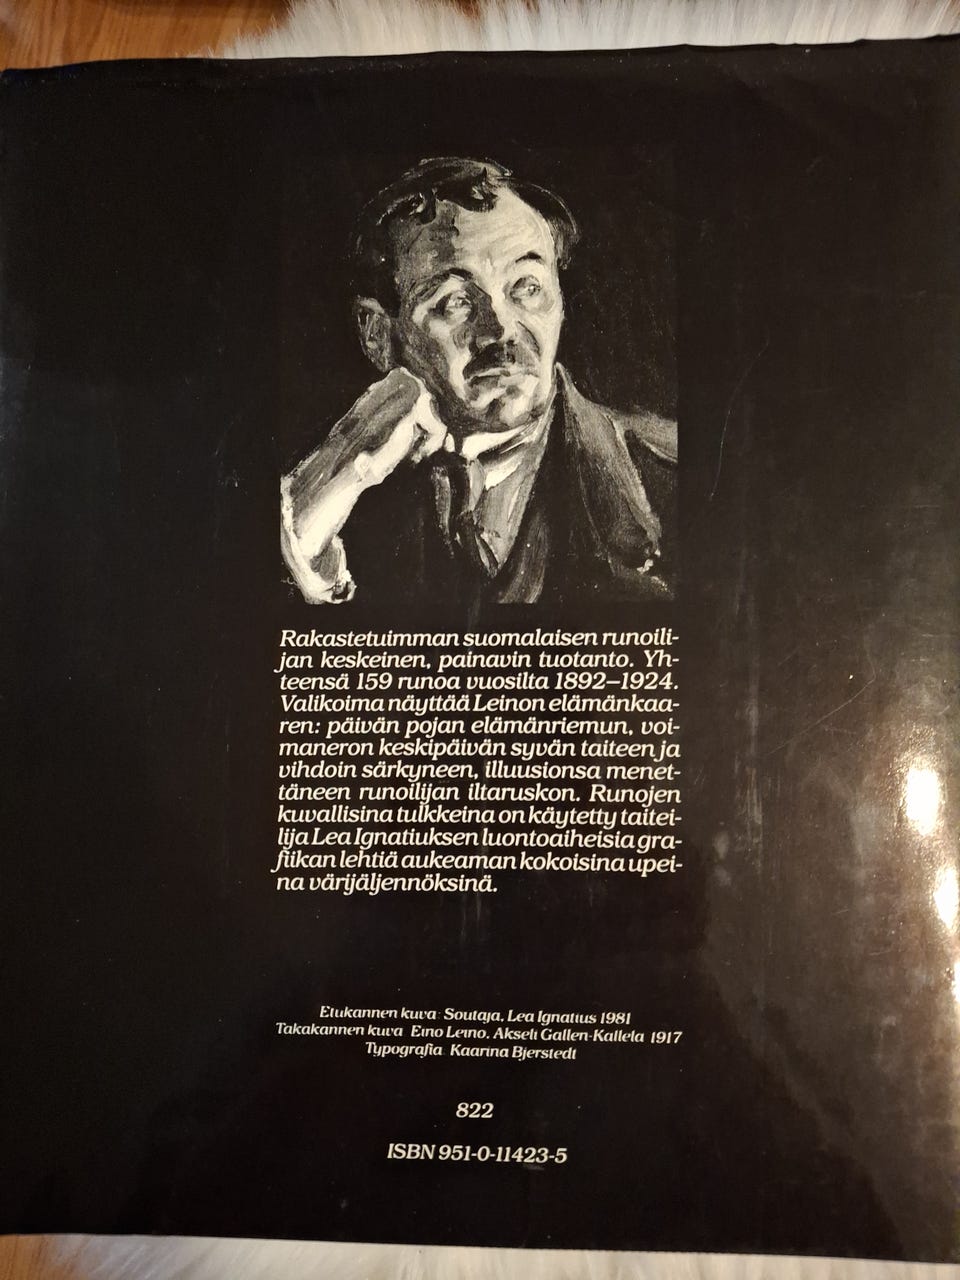 Rakastetuimman suomalaisen runoili-
jan keskeinen, painavin tuotanto. Yh-
teensä 159 runoa vuosilta 1892–1924.
Valikoima näyttää Leinon elämänkaa-
ren: päivän pojan elämänriemun, voi-
maneron keskipäivän syvän taiteen ja
vihdoin särkyneen, illuusionsa menet-
täneen runoilijan iltaruskon. Runojen
kuvallisina tulkkeina on käytetty taitei-
lija Lea Ignatiuksen luontoaiheisia gra-
fiikan lehtiä aukeaman kokoisina upei-
na värijäljennöksinä.
Etukannen kuva: Soutaja, Lea Ignatius 1981
Takakannen kuva: Eino Leino, Akseli Gallen-Kallela 1917
Typografia: Kaarina Bjerstedt
822
ISBN 951-0-11423-5